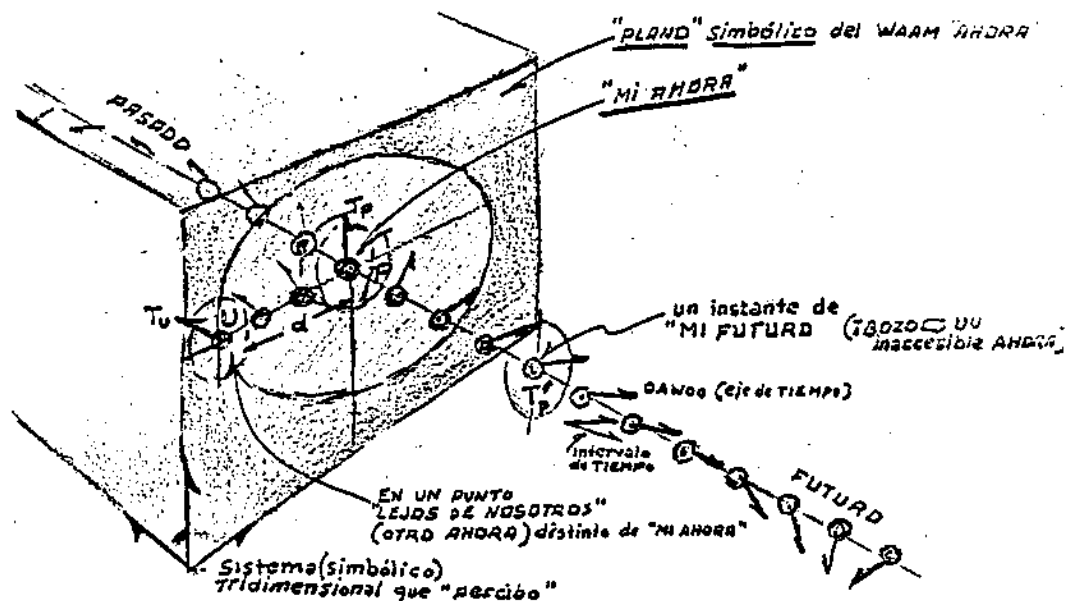 "PLANO" simbólico del WAAM "AHORA"
"MI AHORA"
PASADO
Tp
P
TU
U
d
un instante de
"MI FUTURO
inaccesible AHORA)
T'p
OAWOO (eje de TIEMPO)
intervalo
de TIEMPO
FUTURO
EN UN PUNTO
"LEJOS DE NOSOTROS"
(OTRO AHORA) distinto de "MI AHORA"
Sistema (simbólico)
Tridimensional que "percibo"